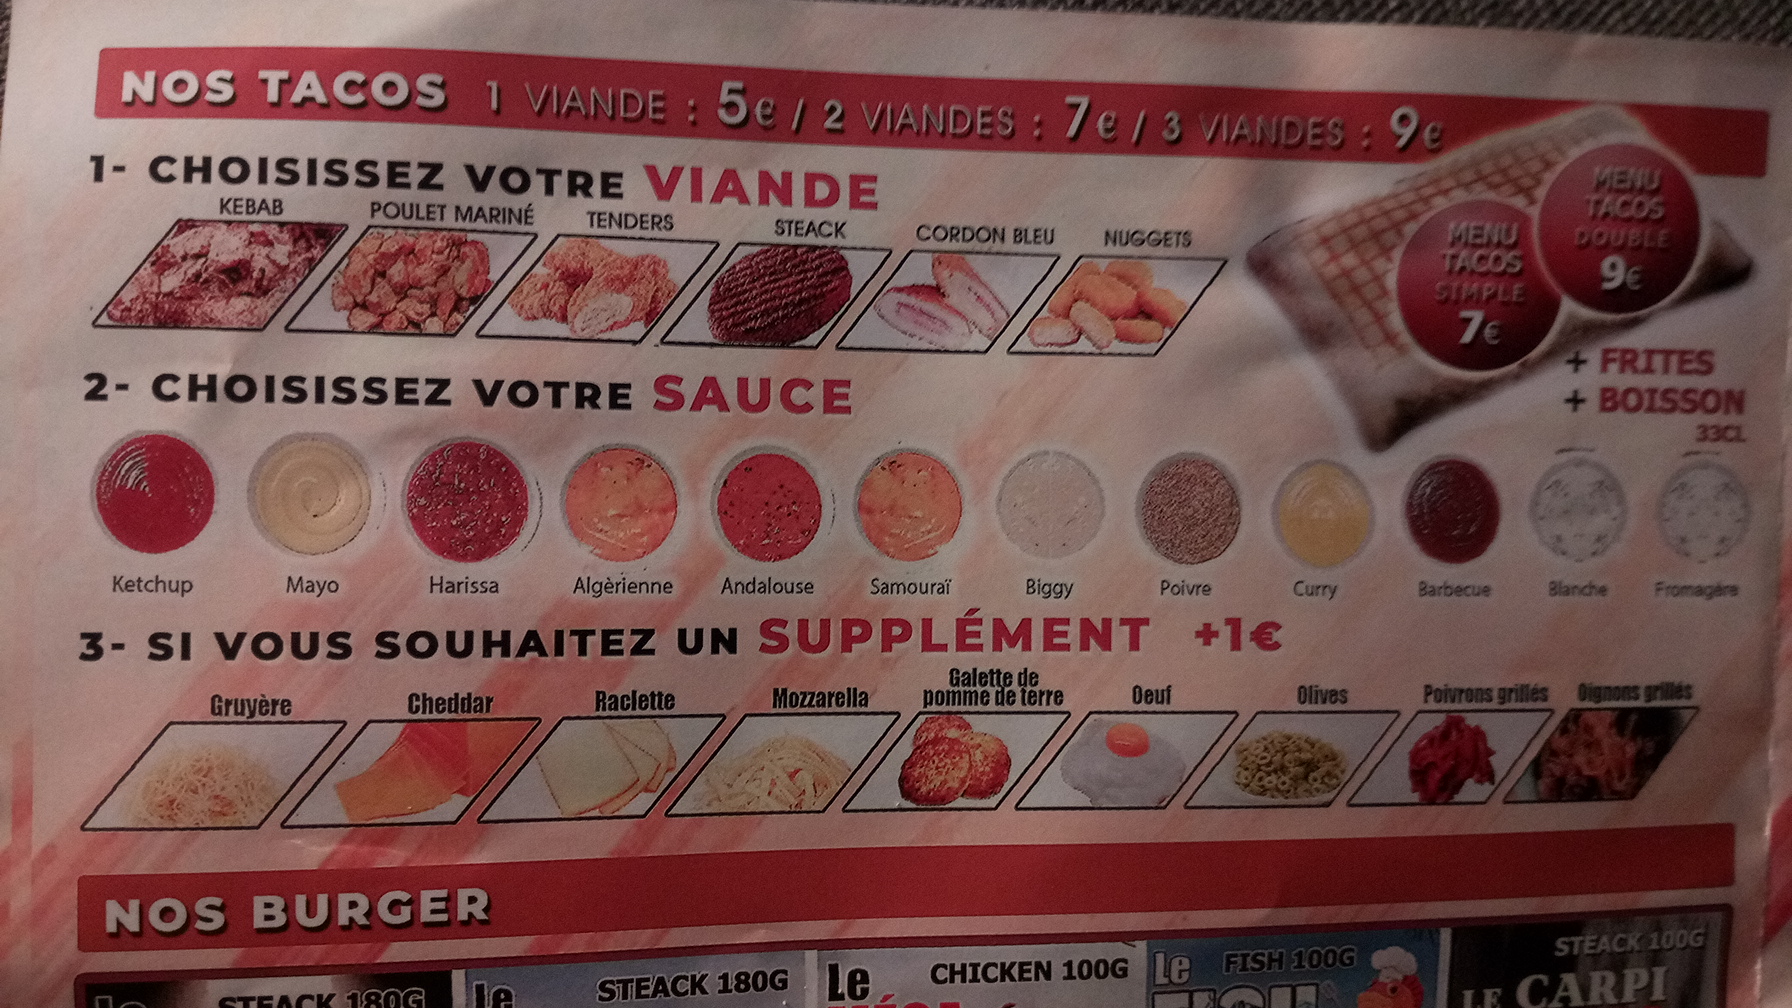 NOS TACOS 1 VIANDE : 5€ / 2 VIANDES : 7€ / 3 VIANDES : 9€
1- CHOISISSEZ VOTRE VIANDE
KEBAB POULET MARINÉ TENDERS STEACK CORDON BLEU NUGGETS
MENU
TACOS
SIMPLE
7€
MENU
TACOS
DOUBLE
9€
+ FRITES
+ BOISSON
33CL
2- CHOISISSEZ VOTRE SAUCE
Ketchup Mayo Harissa Algèrienne Andalouse Samouraï Biggy Poivre Curry Barbecue Blanche Fromagère
3- SI VOUS SOUHAITEZ UN SUPPLÉMENT +1€
Gruyère Cheddar Raclette Mozzarella Galette de pomme de terre Oeuf Olives Poivrons grillés Oignons grillés
NOS BURGER
STEACK 180G
Le STEACK 180G
Le CHICKEN 100G
Le FISH 100G
STEACK 100G
LE CARPI